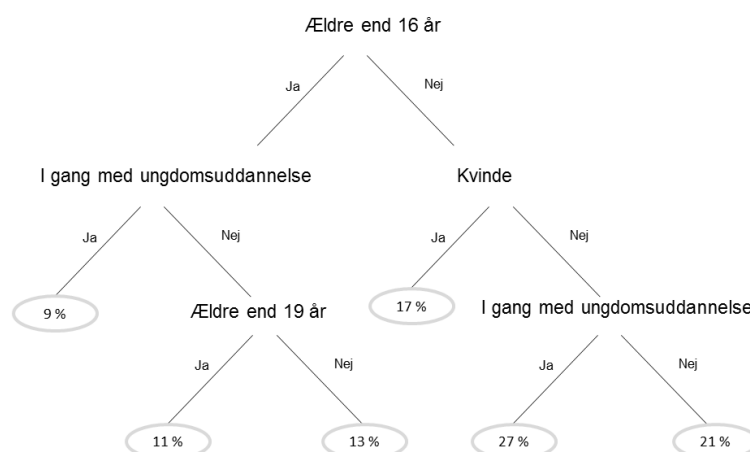 Ældre end 16 år
Ja
Nej
I gang med ungdomsuddannelse
Kvinde
Ja
Nej
Ja
Nej
9 %
Ældre end 19 år
17 %
I gang med ungdomsuddannelse
Ja
Nej
Ja
Nej
11 %
13 %
27 %
21 %